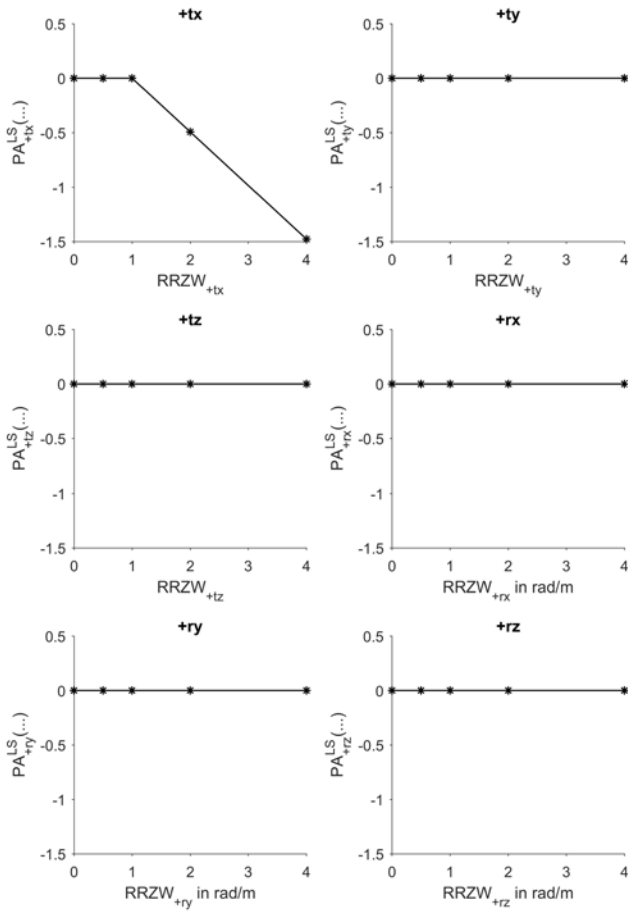 +tx
0.5
0
-0.5
-1
-1.5
PA^LS_+tx(...)
0 1 2 3 4
RRZW_+tx
+ty
0.5
0
-0.5
-1
-1.5
PA^LS_+ty(...)
0 1 2 3 4
RRZW_+ty
+tz
0.5
0
-0.5
-1
-1.5
PA^LS_+tz(...)
0 1 2 3 4
RRZW_+tz
+rx
0.5
0
-0.5
-1
-1.5
PA^LS_+rx(...)
0 1 2 3 4
RRZW_+rx in rad/m
+ry
0.5
0
-0.5
-1
-1.5
PA^LS_+ry(...)
0 1 2 3 4
RRZW_+ry in rad/m
+rz
0.5
0
-0.5
-1
-1.5
PA^LS_+rz(...)
0 1 2 3 4
RRZW_+rz in rad/m